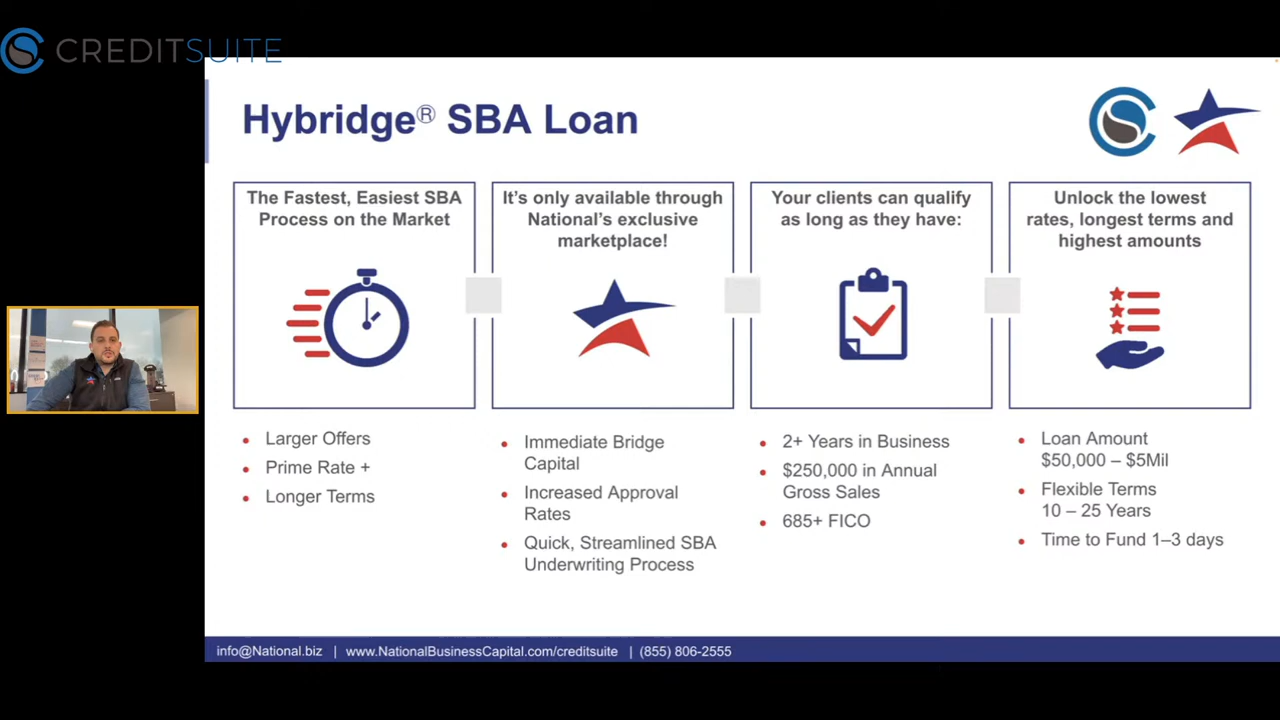 CREDITSUITE
Hybridge® SBA Loan
The Fastest, Easiest SBA
Process on the Market
Larger Offers
Prime Rate +
Longer Terms
It's only available through
National's exclusive
marketplace!
Immediate Bridge
Capital
Increased Approval
Rates
Quick, Streamlined SBA
Underwriting Process
Your clients can qualify
as long as they have:
2+ Years in Business
$250,000 in Annual
Gross Sales
685+ FICO
Unlock the lowest
rates, longest terms and
highest amounts
Loan Amount
$50,000 – $5Mil
Flexible Terms
10 – 25 Years
Time to Fund 1–3 days
info@National.biz | www.NationalBusinessCapital.com/creditsuite | (855) 806-2555